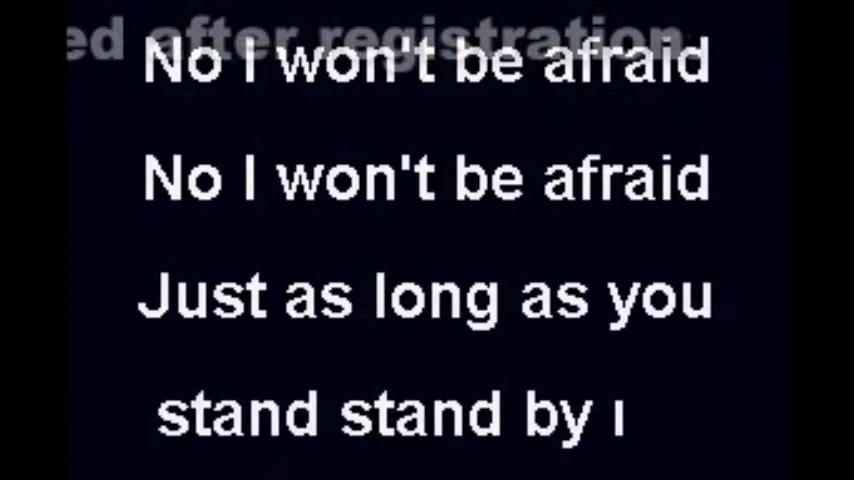 ed after registration.
No I won't be afraid
No I won't be afraid
Just as long as you
stand stand by